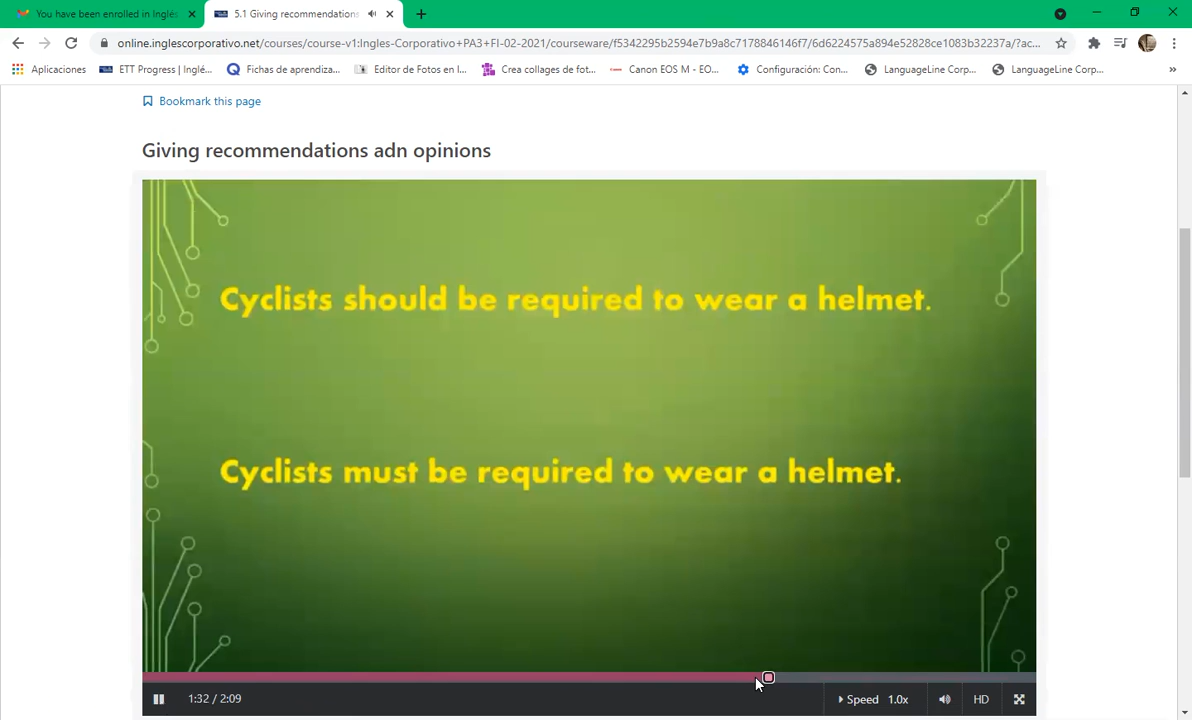 You have been enrolled in Inglés
5.1 Giving recommendations
online.inglescorporativo.net/courses/course-v1:Ingles-Corporativo+PA3+FI-02-2021/courseware/f5342295b2594e7b9a8c7178846146f7/6d6224575a894e52828ce1083b32237a/?ac...
Aplicaciones
ETT Progress | Inglé...
Fichas de aprendiza...
Editor de Fotos en l...
Crea collages de fot...
Canon EOS M - EO...
Configuración: Con...
LanguageLine Corp...
LanguageLine Corp...
»
Bookmark this page
Giving recommendations adn opinions
Cyclists should be required to wear a helmet.
Cyclists must be required to wear a helmet.
1:32 / 2:09
Speed 1.0x
HD